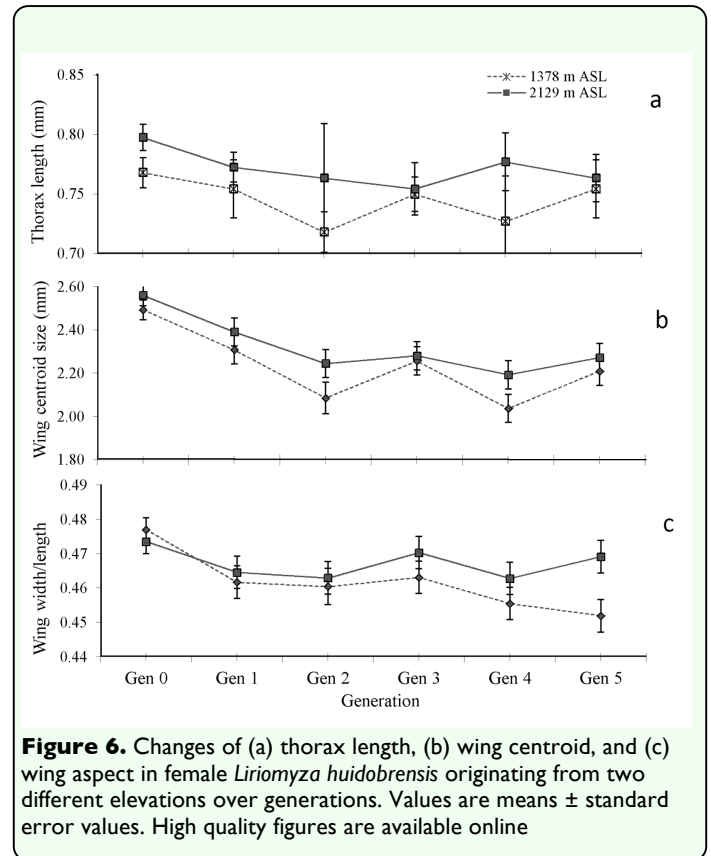 0.85
0.80
0.75
0.70
Thorax length (mm)
1378 m ASL
2129 m ASL
a
2.60
2.40
2.20
2.00
1.80
Wing centroid size (mm)
b
0.49
0.48
0.47
0.46
0.45
0.44
Wing width/length
c
Gen 0 Gen 1 Gen 2 Gen 3 Gen 4 Gen 5
Generation
Figure 6. Changes of (a) thorax length, (b) wing centroid, and (c)
wing aspect in female Liriomyza huidobrensis originating from two
different elevations over generations. Values are means ± standard
error values. High quality figures are available online